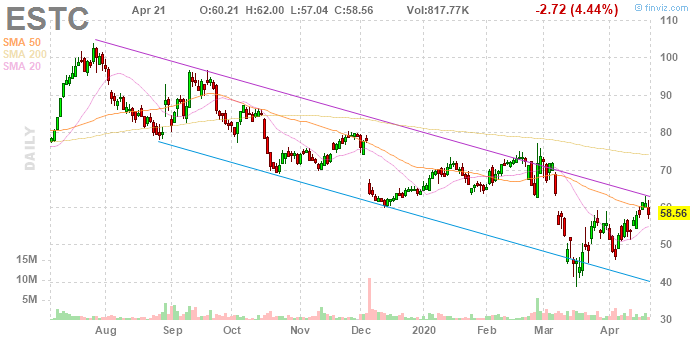 ESTC Apr 21 O:60.21 H:62.00 L:57.04 C:58.56 Vol:817.77K -2.72 (4.44%) © finviz.com
SMA 50
SMA 200
SMA 20
DAILY
110
100
90
80
70
60
58.56
50
40
30
15M
10M
5M
Aug Sep Oct Nov Dec 2020 Feb Mar Apr